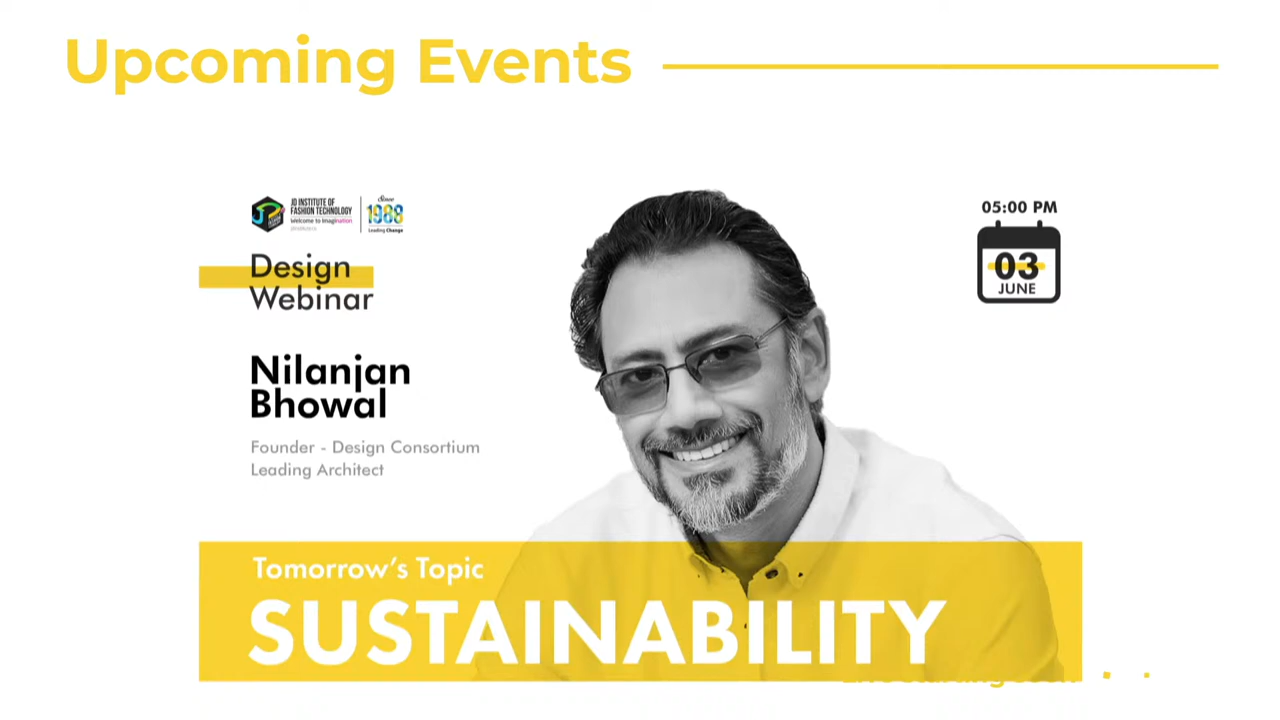 Upcoming Events
JD INSTITUTE OF
FASHION TECHNOLOGY
Welcome to Imagination
Since
1988
Leading Change
05:00 PM
03
JUNE
Design
Webinar
Nilanjan
Bhowal
Founder - Design Consortium
Leading Architect
Tomorrow's Topic
SUSTAINABILITY